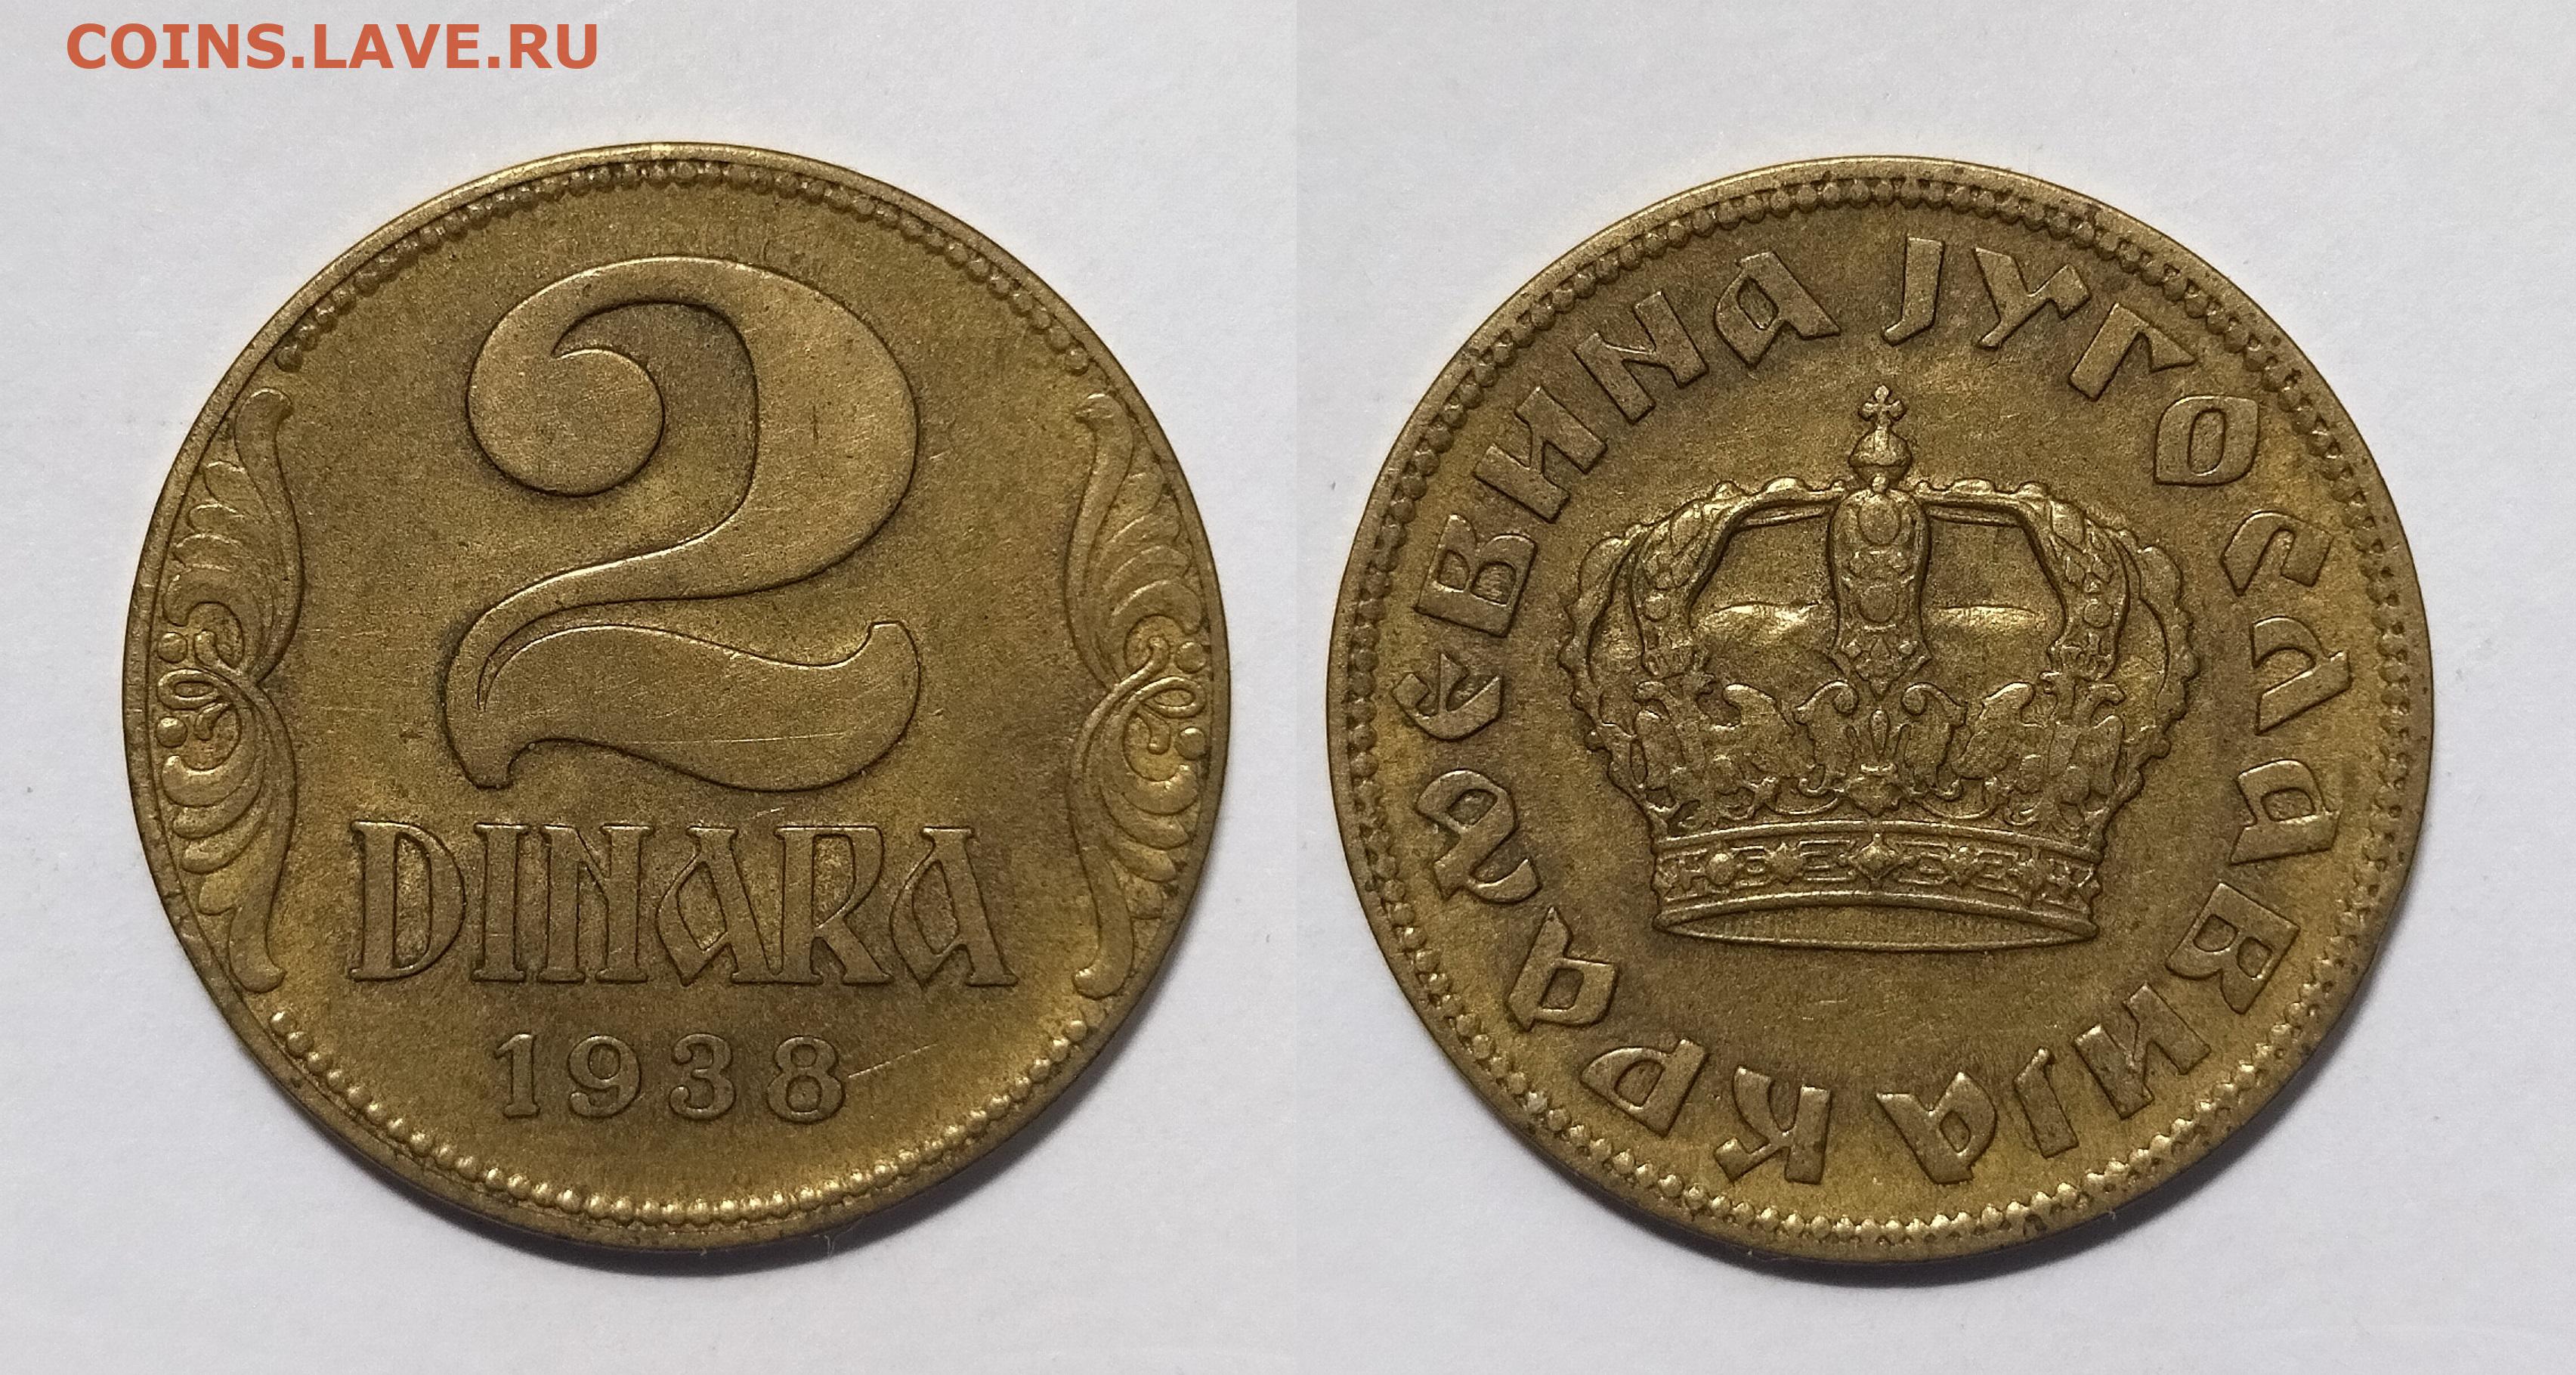 COINS.LAVE.RU
2
DINARA
1938
КРАЉЕВИНА ЈУГОСЛАВИЈА